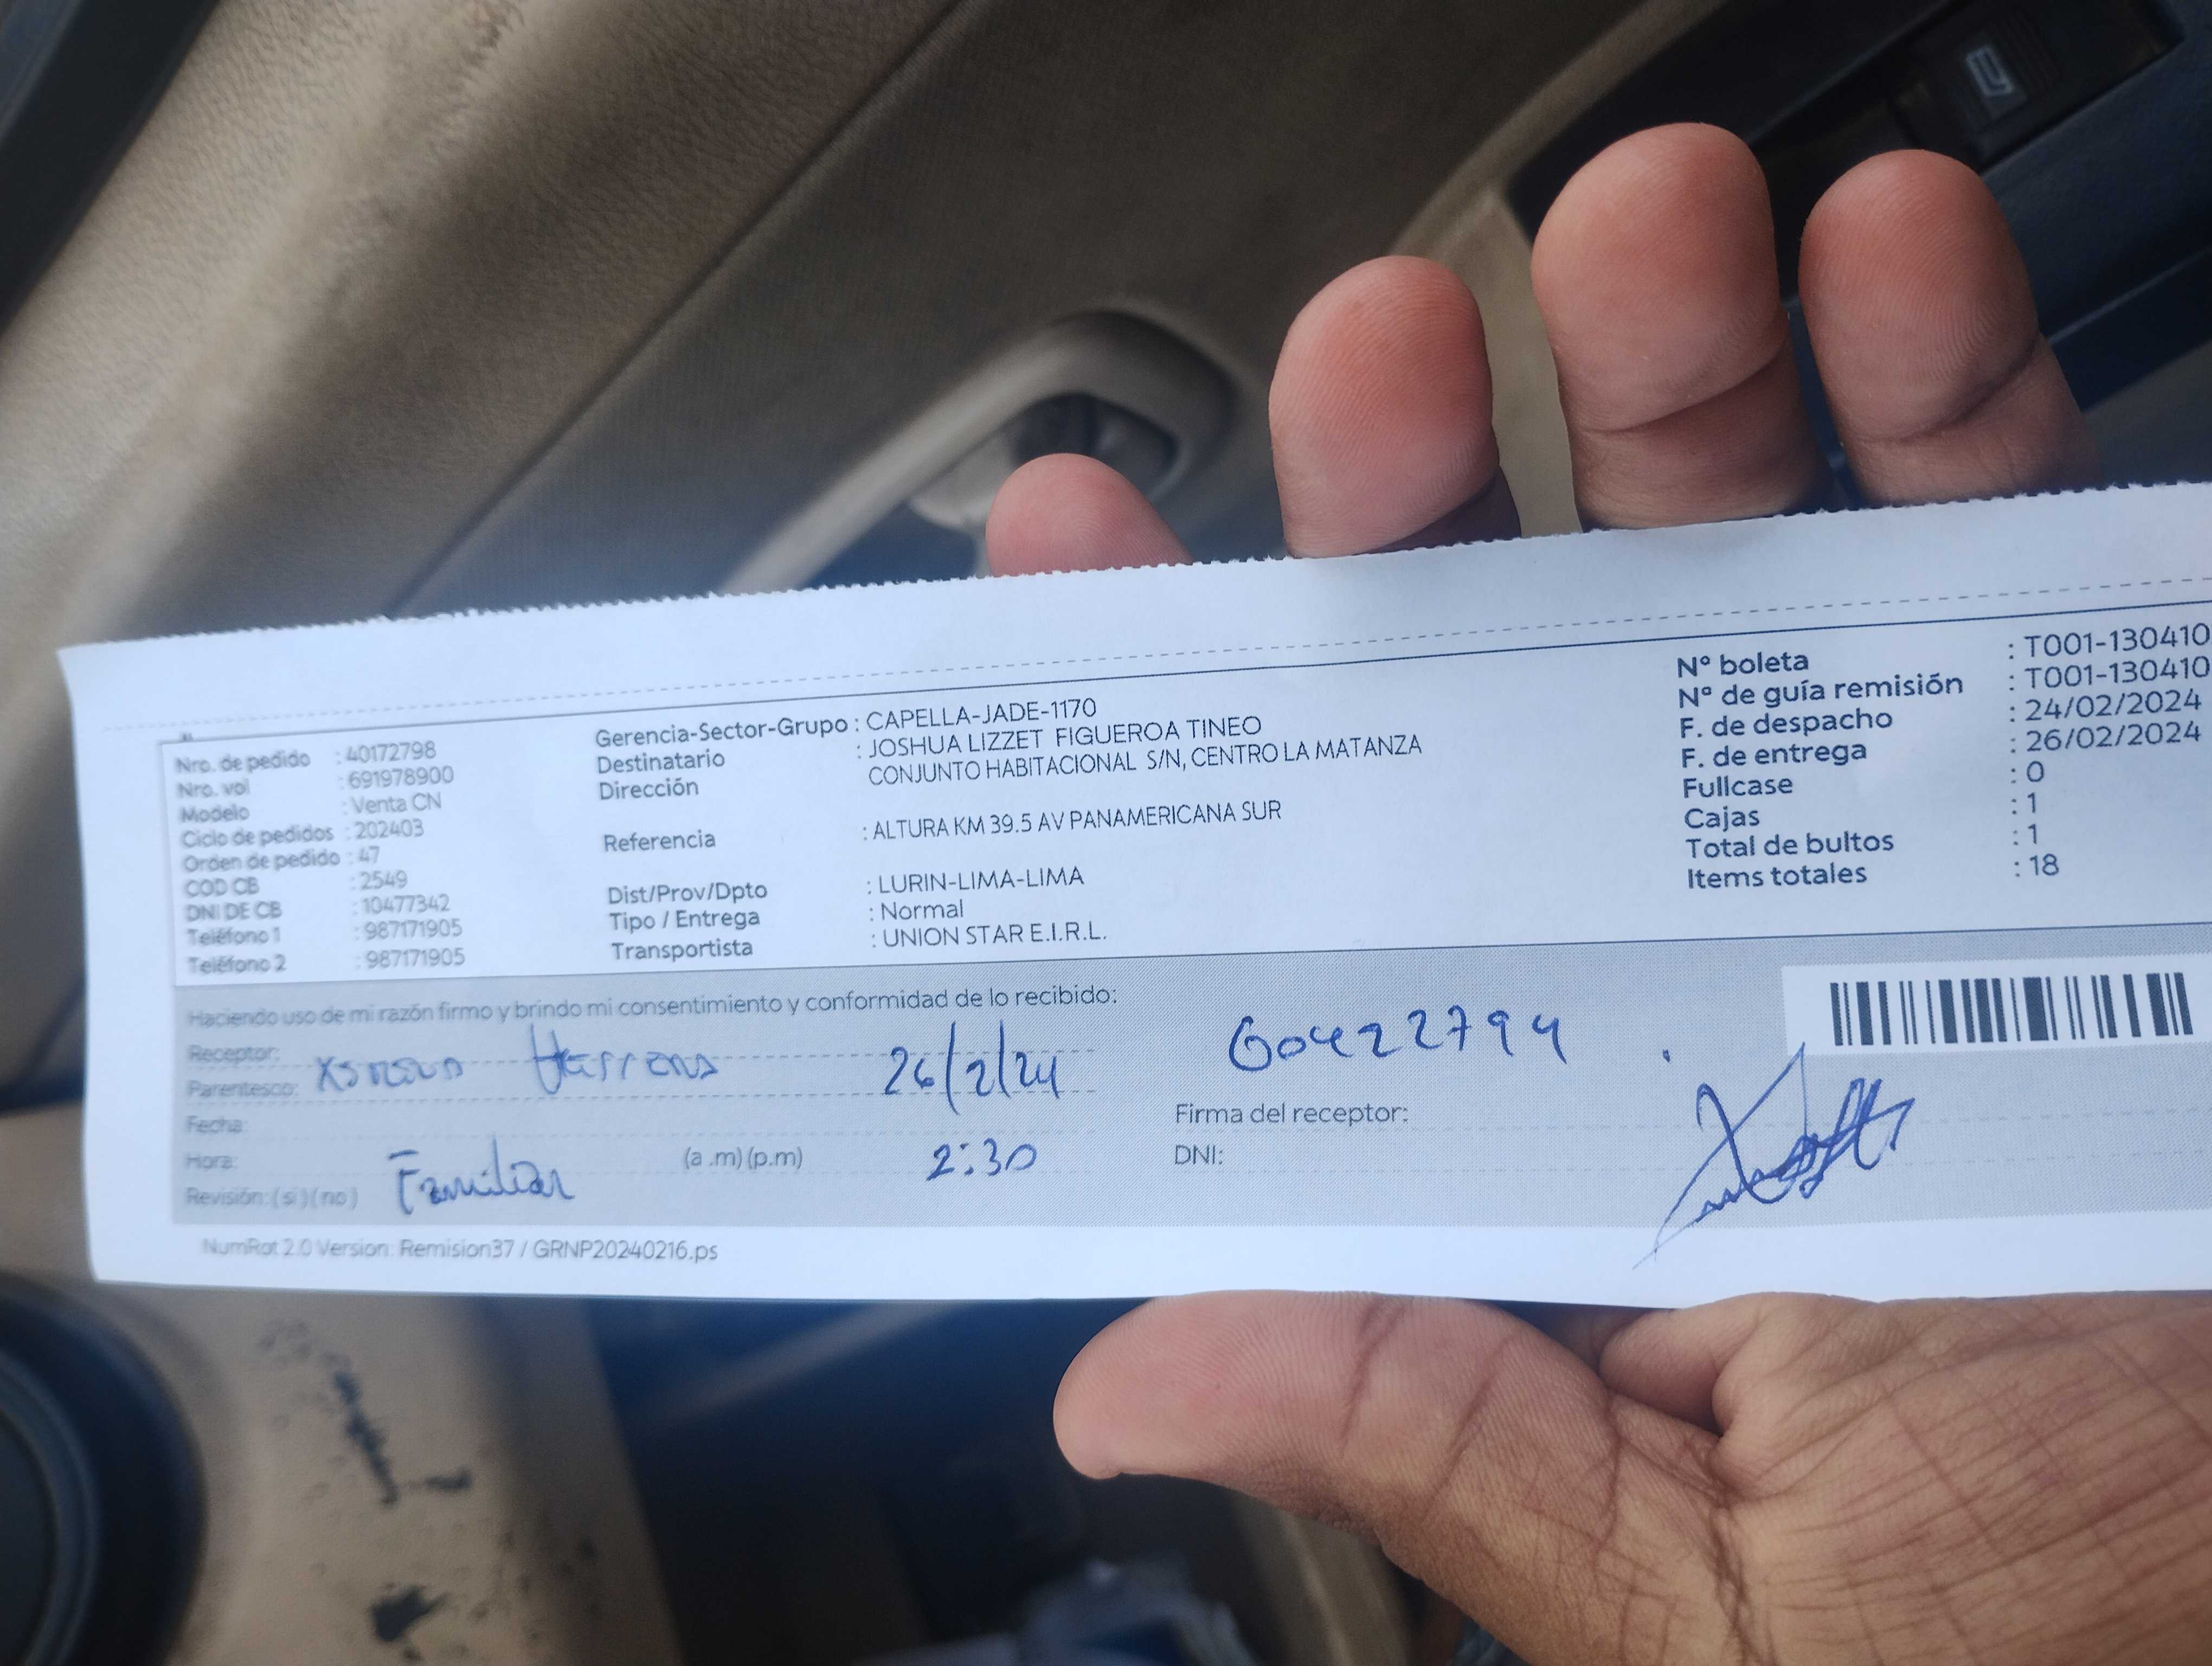 Nro. de pedido : 40172798
Nro. vol : 691978900
Modelo : Venta CN
Ciclo de pedidos : 202403
Orden de pedido : 47
COD CB : 2549
DNI DE CB : 10477342
Teléfono 1 : 987171905
Teléfono 2 : 987171905
Gerencia-Sector-Grupo : CAPELLA-JADE-1170
Destinatario : JOSHUA LIZZET FIGUEROA TINEO
Dirección CONJUNTO HABITACIONAL S/N, CENTRO LA MATANZA
Referencia : ALTURA KM 39.5 AV PANAMERICANA SUR
Dist/Prov/Dpto : LURIN-LIMA-LIMA
Tipo / Entrega : Normal
Transportista : UNION STAR E.I.R.L.
Nº boleta : T001-130410
Nº de guía remisión : T001-130410
F. de despacho : 24/02/2024
F. de entrega : 26/02/2024
Fullcase : 0
Cajas : 1
Total de bultos : 1
Items totales : 18
Haciendo uso de mi razón firmo y brindo mi consentimiento y conformidad de lo recibido:
Receptor:
Parentesco: 26/2/24 60422794
Fecha:
Firma del receptor:
Hora: Familiar (a .m) (p.m) 2:30
DNI:
Revisión: (si) (no)
NumRot 2.0 Version: Remision37 / GRNP20240216.ps